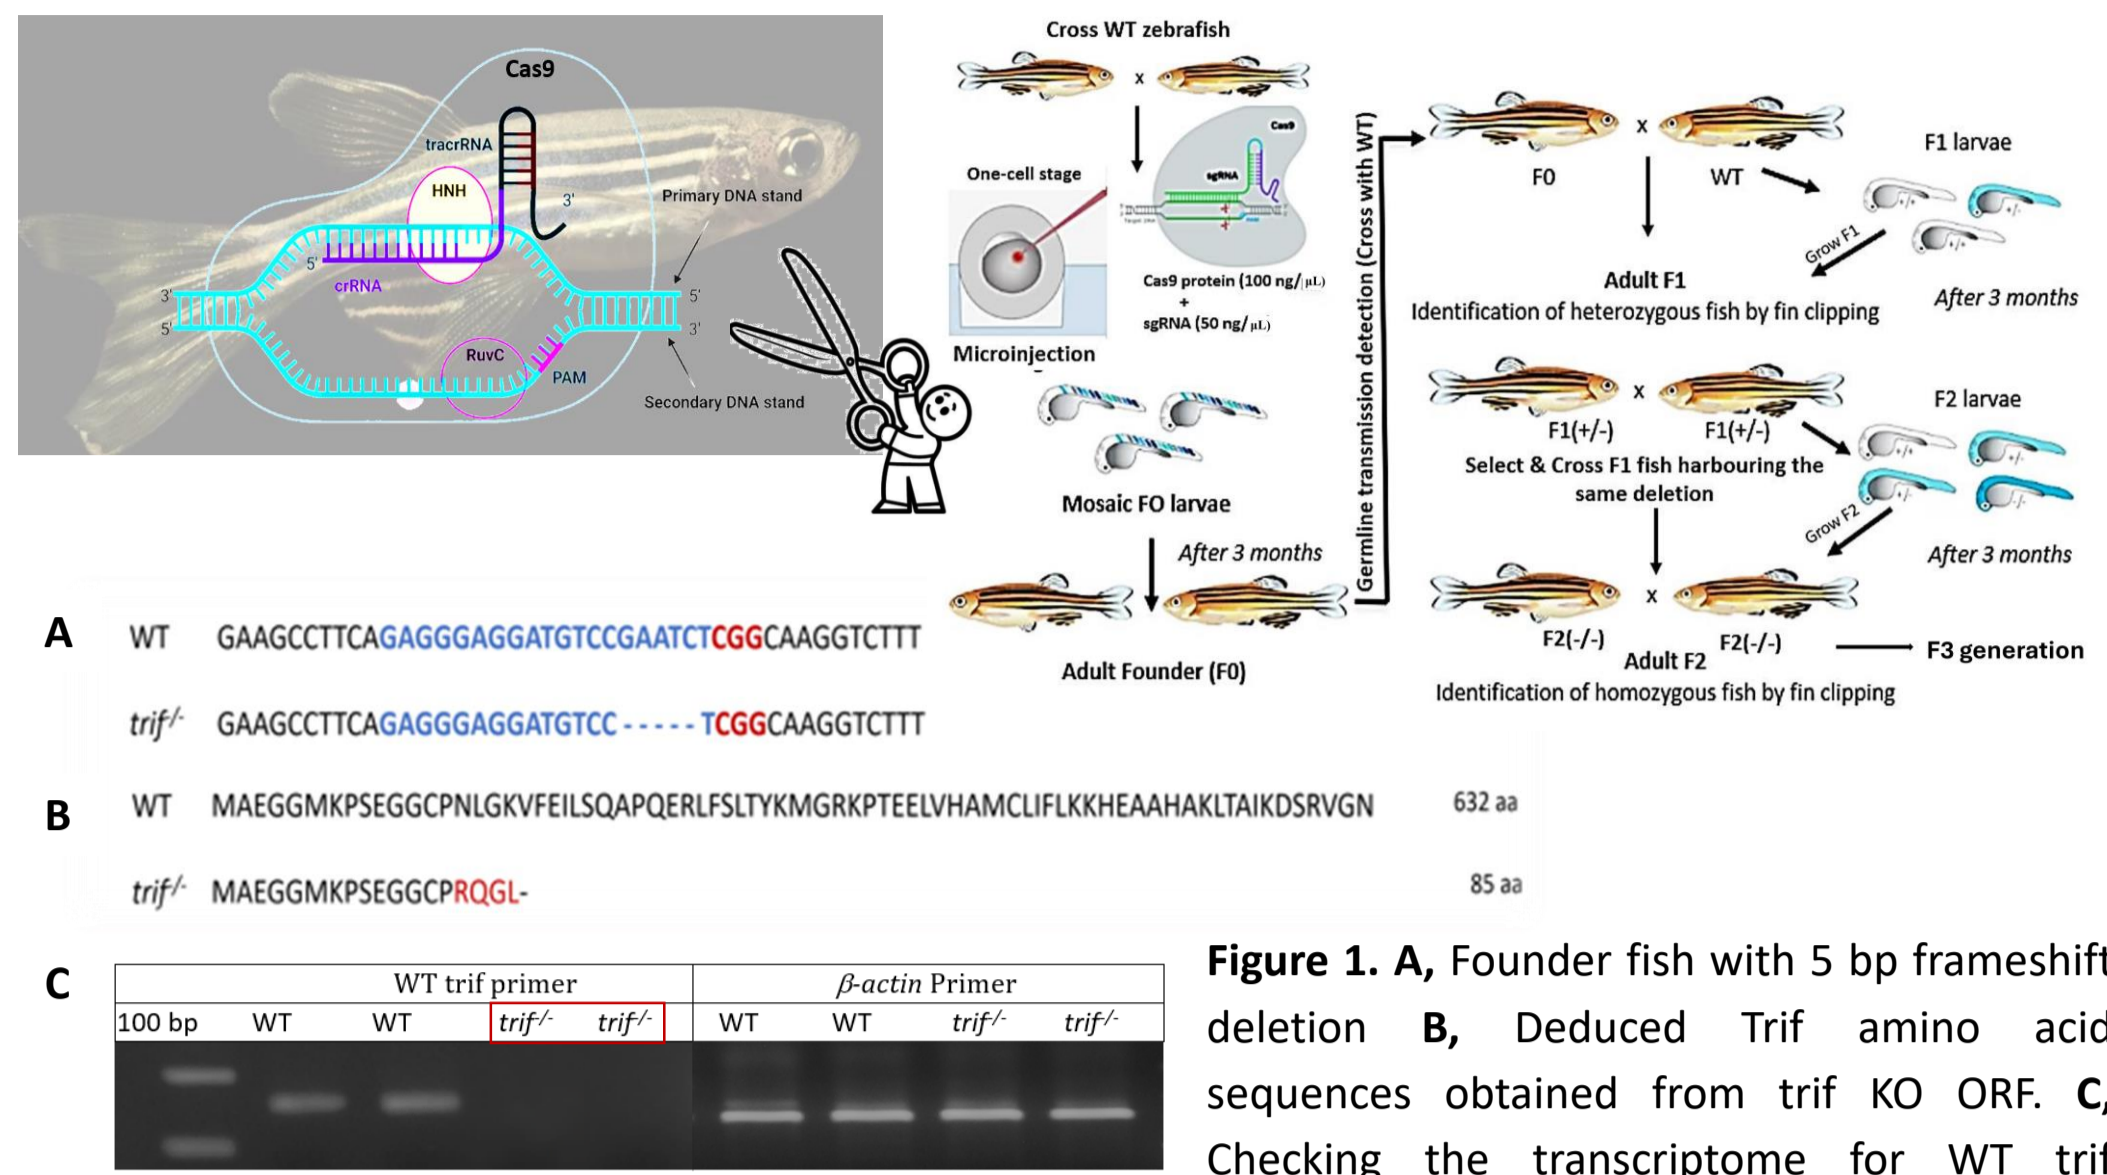 Cas9
tracrRNA
HNH
3'
Primary DNA stand
5'
crRNA
3'
5'
5'
3'
RuvC
PAM
Secondary DNA stand
Cross WT zebrafish
x
One-cell stage
Cas9
sgRNA
Cas9 protein (100 ng/μL)
+
sgRNA (50 ng/μL)
Microinjection
Mosaic FO larvae
After 3 months
Adult Founder (F0)
Germline transmission detection (Cross with WT)
x
F0
WT
F1 larvae
+/+
+/-
+/+
Grow F1
After 3 months
Adult F1
Identification of heterozygous fish by fin clipping
x
F1(+/-)
F1(+/-)
F2 larvae
+/+
+/-
+/-
-/-
Select & Cross F1 fish harbouring the
same deletion
Grow F2
After 3 months
x
F2(-/-)
F2(-/-)
Adult F2
F3 generation
Identification of homozygous fish by fin clipping
A
WT GAAGCCTTCAGAGGGAGGATGTCCGAATCTCGGCAAGGTCTTT
trif-/- GAAGCCTTCAGAGGGAGGATGTCC - - - - - TCGGCAAGGTCTTT
B
WT MAEGGMKPSEGGCPNLGKVFEILSQAPQERLFSLTYKMGRKPTEELVHAMCLIFLKKHEAAHAKLTAIKDSRVGN 632 aa
trif-/- MAEGGMKPSEGGCPRQGL- 85 aa
C
WT trif primer β-actin Primer
100 bp WT WT trif-/- trif-/- WT WT trif-/- trif-/-
Figure 1. A, Founder fish with 5 bp frameshift
deletion B, Deduced Trif amino acid
sequences obtained from trif KO ORF. C,
Checking the transcriptome for WT trif